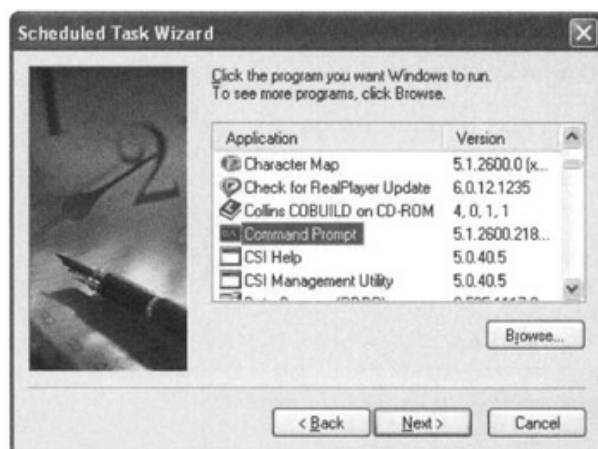 Scheduled Task Wizard
Click the program you want Windows to run.
To see more programs, click Browse.
Application Version
Character Map 5.1.2600.0 (x...
Check for RealPlayer Update 6.0.12.1235
Collins COBUILD on CD-ROM 4, 0, 1, 1
Command Prompt 5.1.2600.218...
CSI Help 5.0.40.5
CSI Management Utility 5.0.40.5
Browse...
< Back Next > Cancel